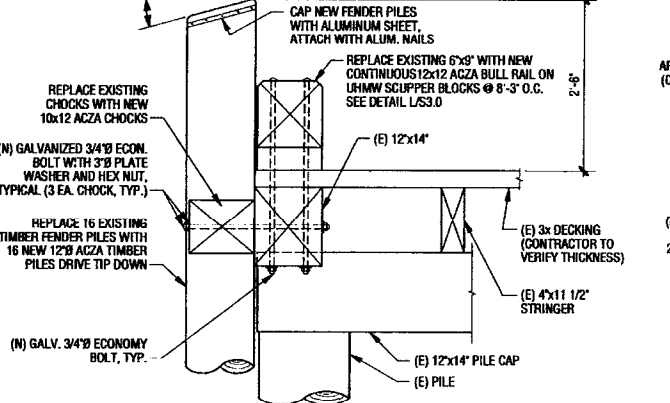 CAP NEW FENDER PILES
WITH ALUMINUM SHEET,
ATTACH WITH ALUM. NAILS
REPLACE EXISTING 6"x9" WITH NEW
CONTINUOUS 12x12 ACZA BULL RAIL ON
UHMW SCUPPER BLOCKS @ 8'-3" O.C.
SEE DETAIL L/S3.0
REPLACE EXISTING
CHOCKS WITH NEW
10x12 ACZA CHOCKS
(E) 12"x14"
2'-6"
(N) GALVANIZED 3/4"Ø ECON.
BOLT WITH 3"Ø PLATE
WASHER AND HEX NUT,
TYPICAL (3 EA. CHOCK, TYP.)
REPLACE 16 EXISTING
TIMBER FENDER PILES WITH
16 NEW 12"Ø ACZA TIMBER
PILES DRIVE TIP DOWN
(E) 3x DECKING
(CONTRACTOR TO
VERIFY THICKNESS)
(E) 4"x11 1/2"
STRINGER
(N) GALV. 3/4"Ø ECONOMY
BOLT, TYP.
(E) 12"x14" PILE CAP
(E) PILE